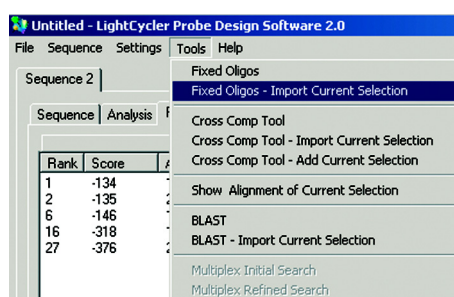 Untitled - LightCycler Probe Design Software 2.0
File Sequence Settings Tools Help
Sequence 2
Sequence Analysis
Rank Score
1 -134
2 -135
6 -146
16 -318
27 -376
Fixed Oligos
Fixed Oligos - Import Current Selection
Cross Comp Tool
Cross Comp Tool - Import Current Selection
Cross Comp Tool - Add Current Selection
Show Alignment of Current Selection
BLAST
BLAST - Import Current Selection
Multiplex Initial Search
Multiplex Refined Search